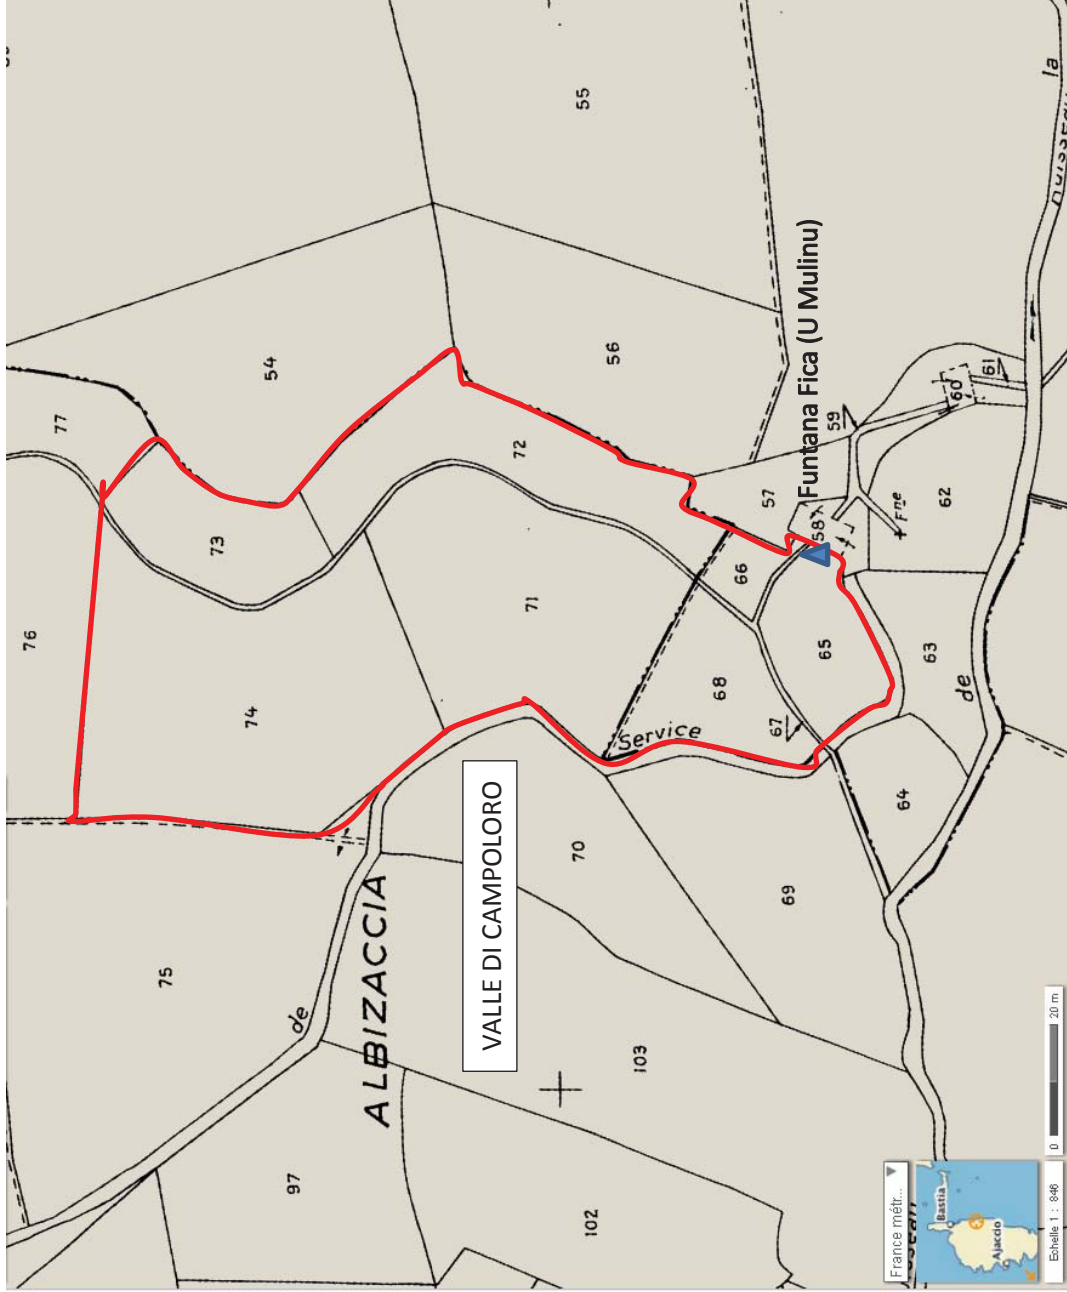 55
la
54
56
77
61
60
59
72
Funtana Fica (U Mulinu)
57
62
Fne
58
73
66
71
76
65
63
68
de
74
67
Service
64
70
VALLE DI CAMPOLORO
69
ALBIZACCIA
75
de
103
20 m
0
97
102
France métr...
Bastia
Ajaccio
Echelle 1 : 846